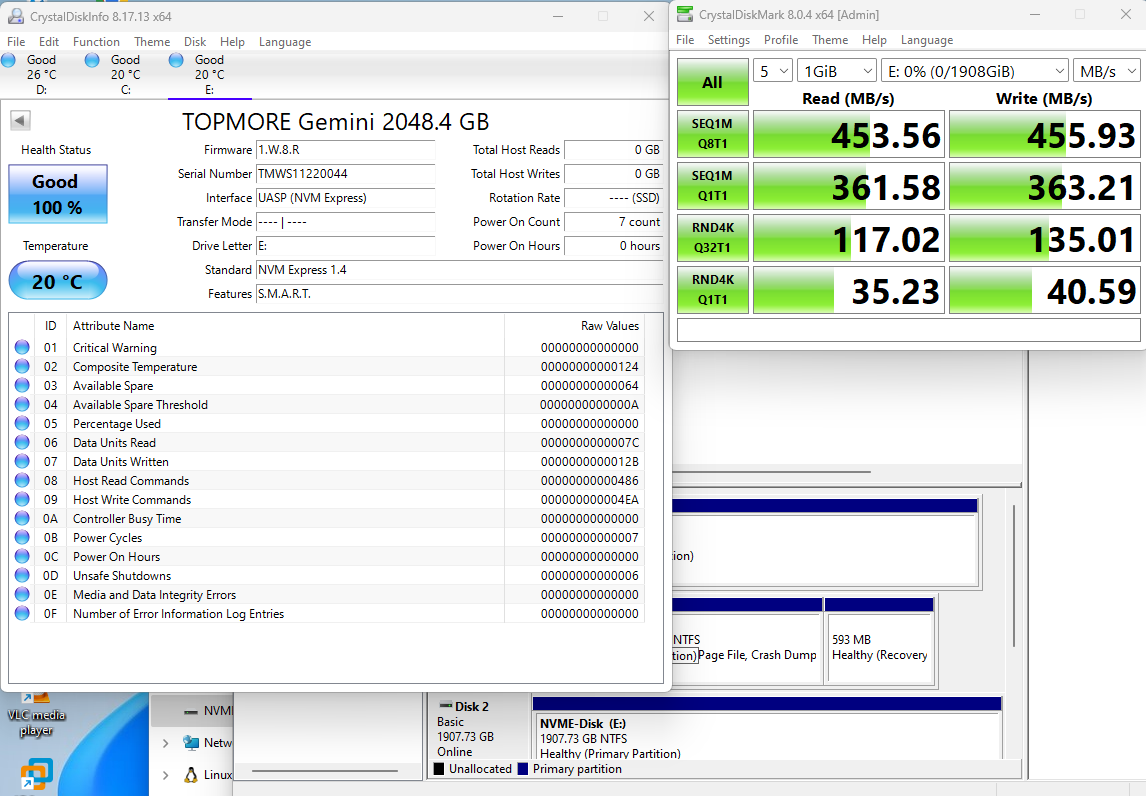 CrystalDiskInfo 8.17.13 x64
File Edit Function Theme Disk Help Language
Good Good Good
26 °C 20 °C 20 °C
D: C: E:
TOPMORE Gemini 2048.4 GB
Health Status
Good
100 %
Temperature
20 °C
Firmware 1.W.8.R
Serial Number TMWS11220044
Interface UASP (NVM Express)
Transfer Mode ---- | ----
Drive Letter E:
Standard NVM Express 1.4
Features S.M.A.R.T.
Total Host Reads 0 GB
Total Host Writes 0 GB
Rotation Rate ---- (SSD)
Power On Count 7 count
Power On Hours 0 hours
ID Attribute Name Raw Values
01 Critical Warning 00000000000000
02 Composite Temperature 00000000000124
03 Available Spare 00000000000064
04 Available Spare Threshold 0000000000000A
05 Percentage Used 00000000000000
06 Data Units Read 0000000000007C
07 Data Units Written 0000000000012B
08 Host Read Commands 00000000000486
09 Host Write Commands 000000000004EA
0A Controller Busy Time 00000000000000
0B Power Cycles 00000000000007
0C Power On Hours 00000000000000
0D Unsafe Shutdowns 00000000000006
0E Media and Data Integrity Errors 00000000000000
0F Number of Error Information Log Entries 00000000000000
CrystalDiskMark 8.0.4 x64 [Admin]
File Settings Profile Theme Help Language
All
5 1GiB E: 0% (0/1908GiB) MB/s
Read (MB/s) Write (MB/s)
SEQ1M
Q8T1
453.56 455.93
SEQ1M
Q1T1
361.58 363.21
RND4K
Q32T1
117.02 135.01
RND4K
Q1T1
35.23 40.59
ion)
NTFS
tion) Page File, Crash Dump
593 MB
Healthy (Recovery
VLC media
player
NVME
Netw
Linux
Disk 2
Basic
1907.73 GB
Online
NVME-Disk (E:)
1907.73 GB NTFS
Healthy (Primary Partition)
Unallocated Primary partition